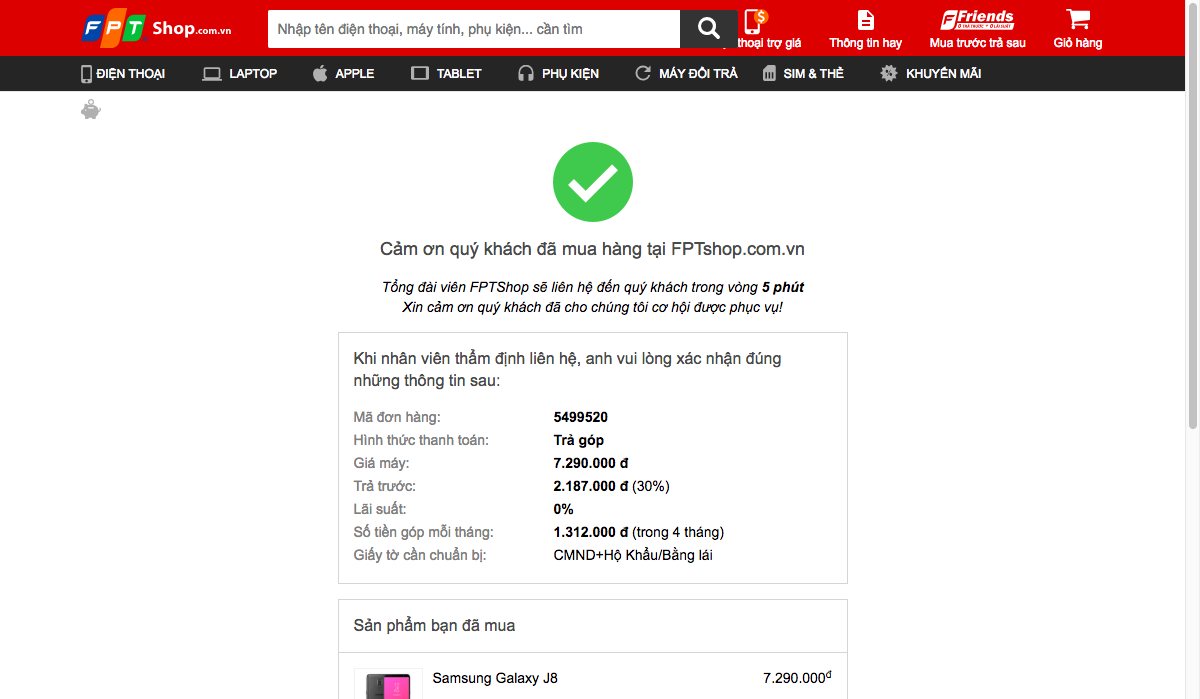 FPT Shop.com.vn
Nhập tên điện thoại, máy tính, phụ kiện... cần tìm
thoại trợ giá
Thông tin hay
Friends
Mua trước trả sau
Giỏ hàng
ĐIỆN THOẠI
LAPTOP
APPLE
TABLET
PHỤ KIỆN
MÁY ĐỔI TRẢ
SIM & THẺ
KHUYẾN MÃI
Cảm ơn quý khách đã mua hàng tại FPTshop.com.vn
Tổng đài viên FPTShop sẽ liên hệ đến quý khách trong vòng 5 phút
Xin cảm ơn quý khách đã cho chúng tôi cơ hội được phục vụ!
Khi nhân viên thẩm định liên hệ, anh vui lòng xác nhận đúng
những thông tin sau:
Mã đơn hàng: 5499520
Hình thức thanh toán: Trả góp
Giá máy: 7.290.000 đ
Trả trước: 2.187.000 đ (30%)
Lãi suất: 0%
Số tiền góp mỗi tháng: 1.312.000 đ (trong 4 tháng)
Giấy tờ cần chuẩn bị: CMND+Hộ Khẩu/Bằng lái
Sản phẩm bạn đã mua
Samsung Galaxy J8 7.290.000đ